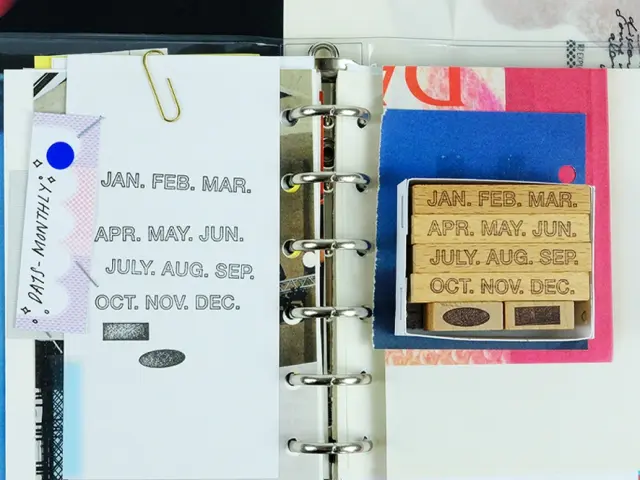 DAYS-MONTHLY
JAN. FEB. MAR.
APR. MAY. JUN.
JULY. AUG. SEP.
OCT. NOV. DEC.
JAN. FEB. MAR.
APR. MAY. JUN.
JULY. AUG. SEP.
OCT. NOV. DEC.